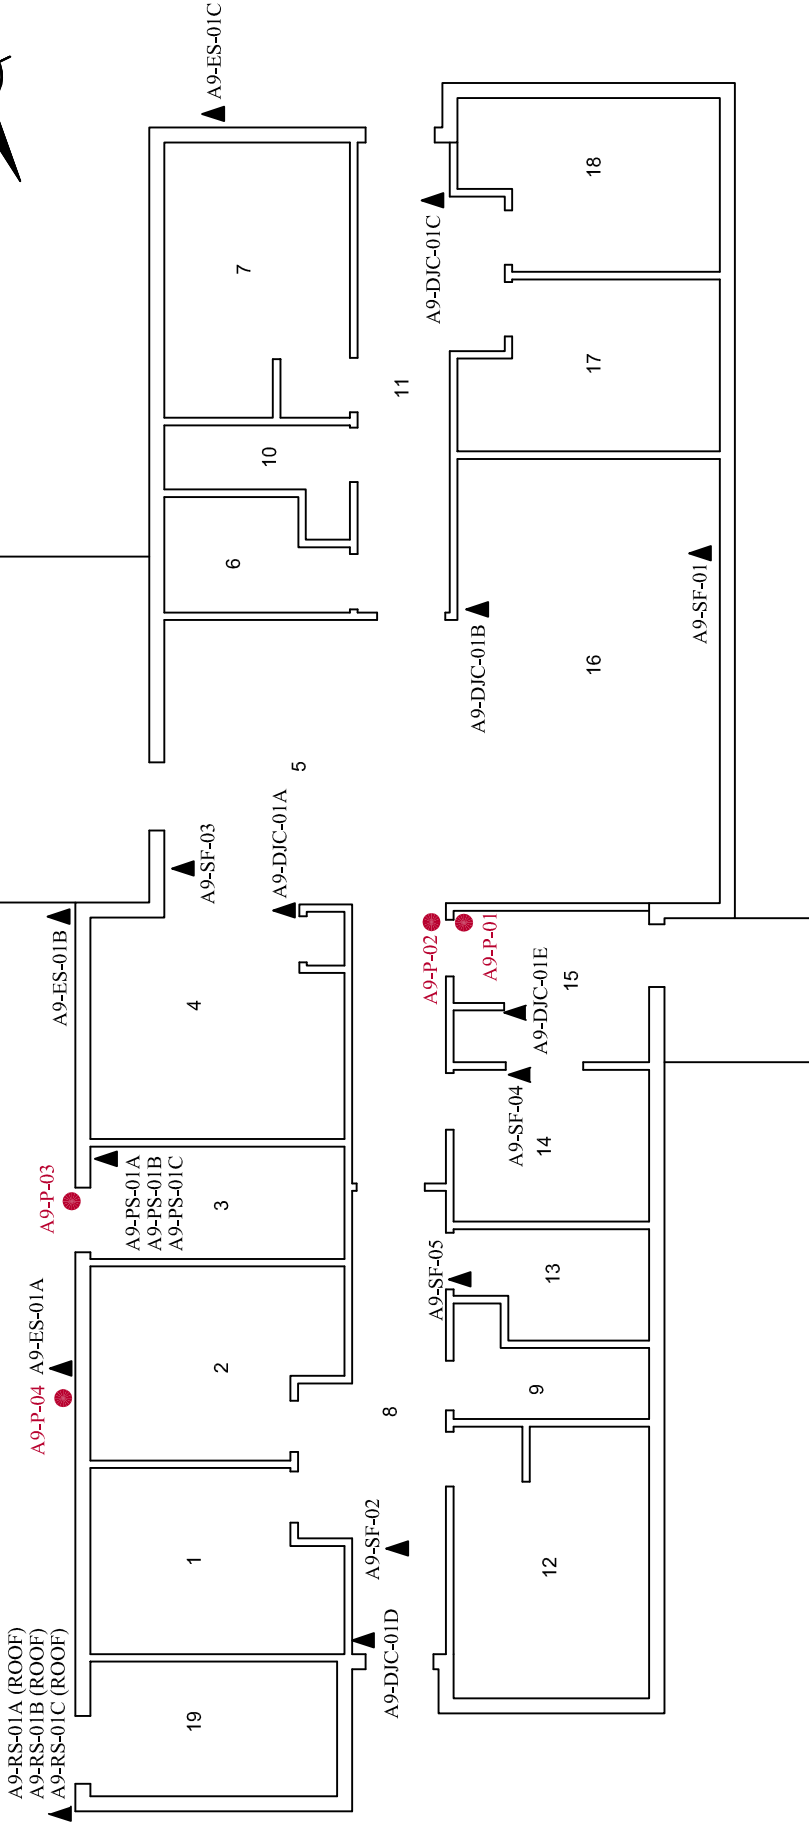 A9-ES-01C
18
A9-DJC-01C
7
17
11
10
6
A9-SF-01
A9-DJC-01B
16
5
A9-DJC-01A
A9-SF-03
A9-ES-01B
A9-P-02
A9-P-01
A9-DJC-01E
15
4
A9-SF-04
14
A9-P-03
A9-PS-01A
A9-PS-01B
A9-PS-01C
3
A9-SF-05
13
A9-ES-01A
A9-P-04
2
9
8
A9-SF-02
1
12
A9-DJC-01D
A9-RS-01A (ROOF)
A9-RS-01B (ROOF)
A9-RS-01C (ROOF)
19